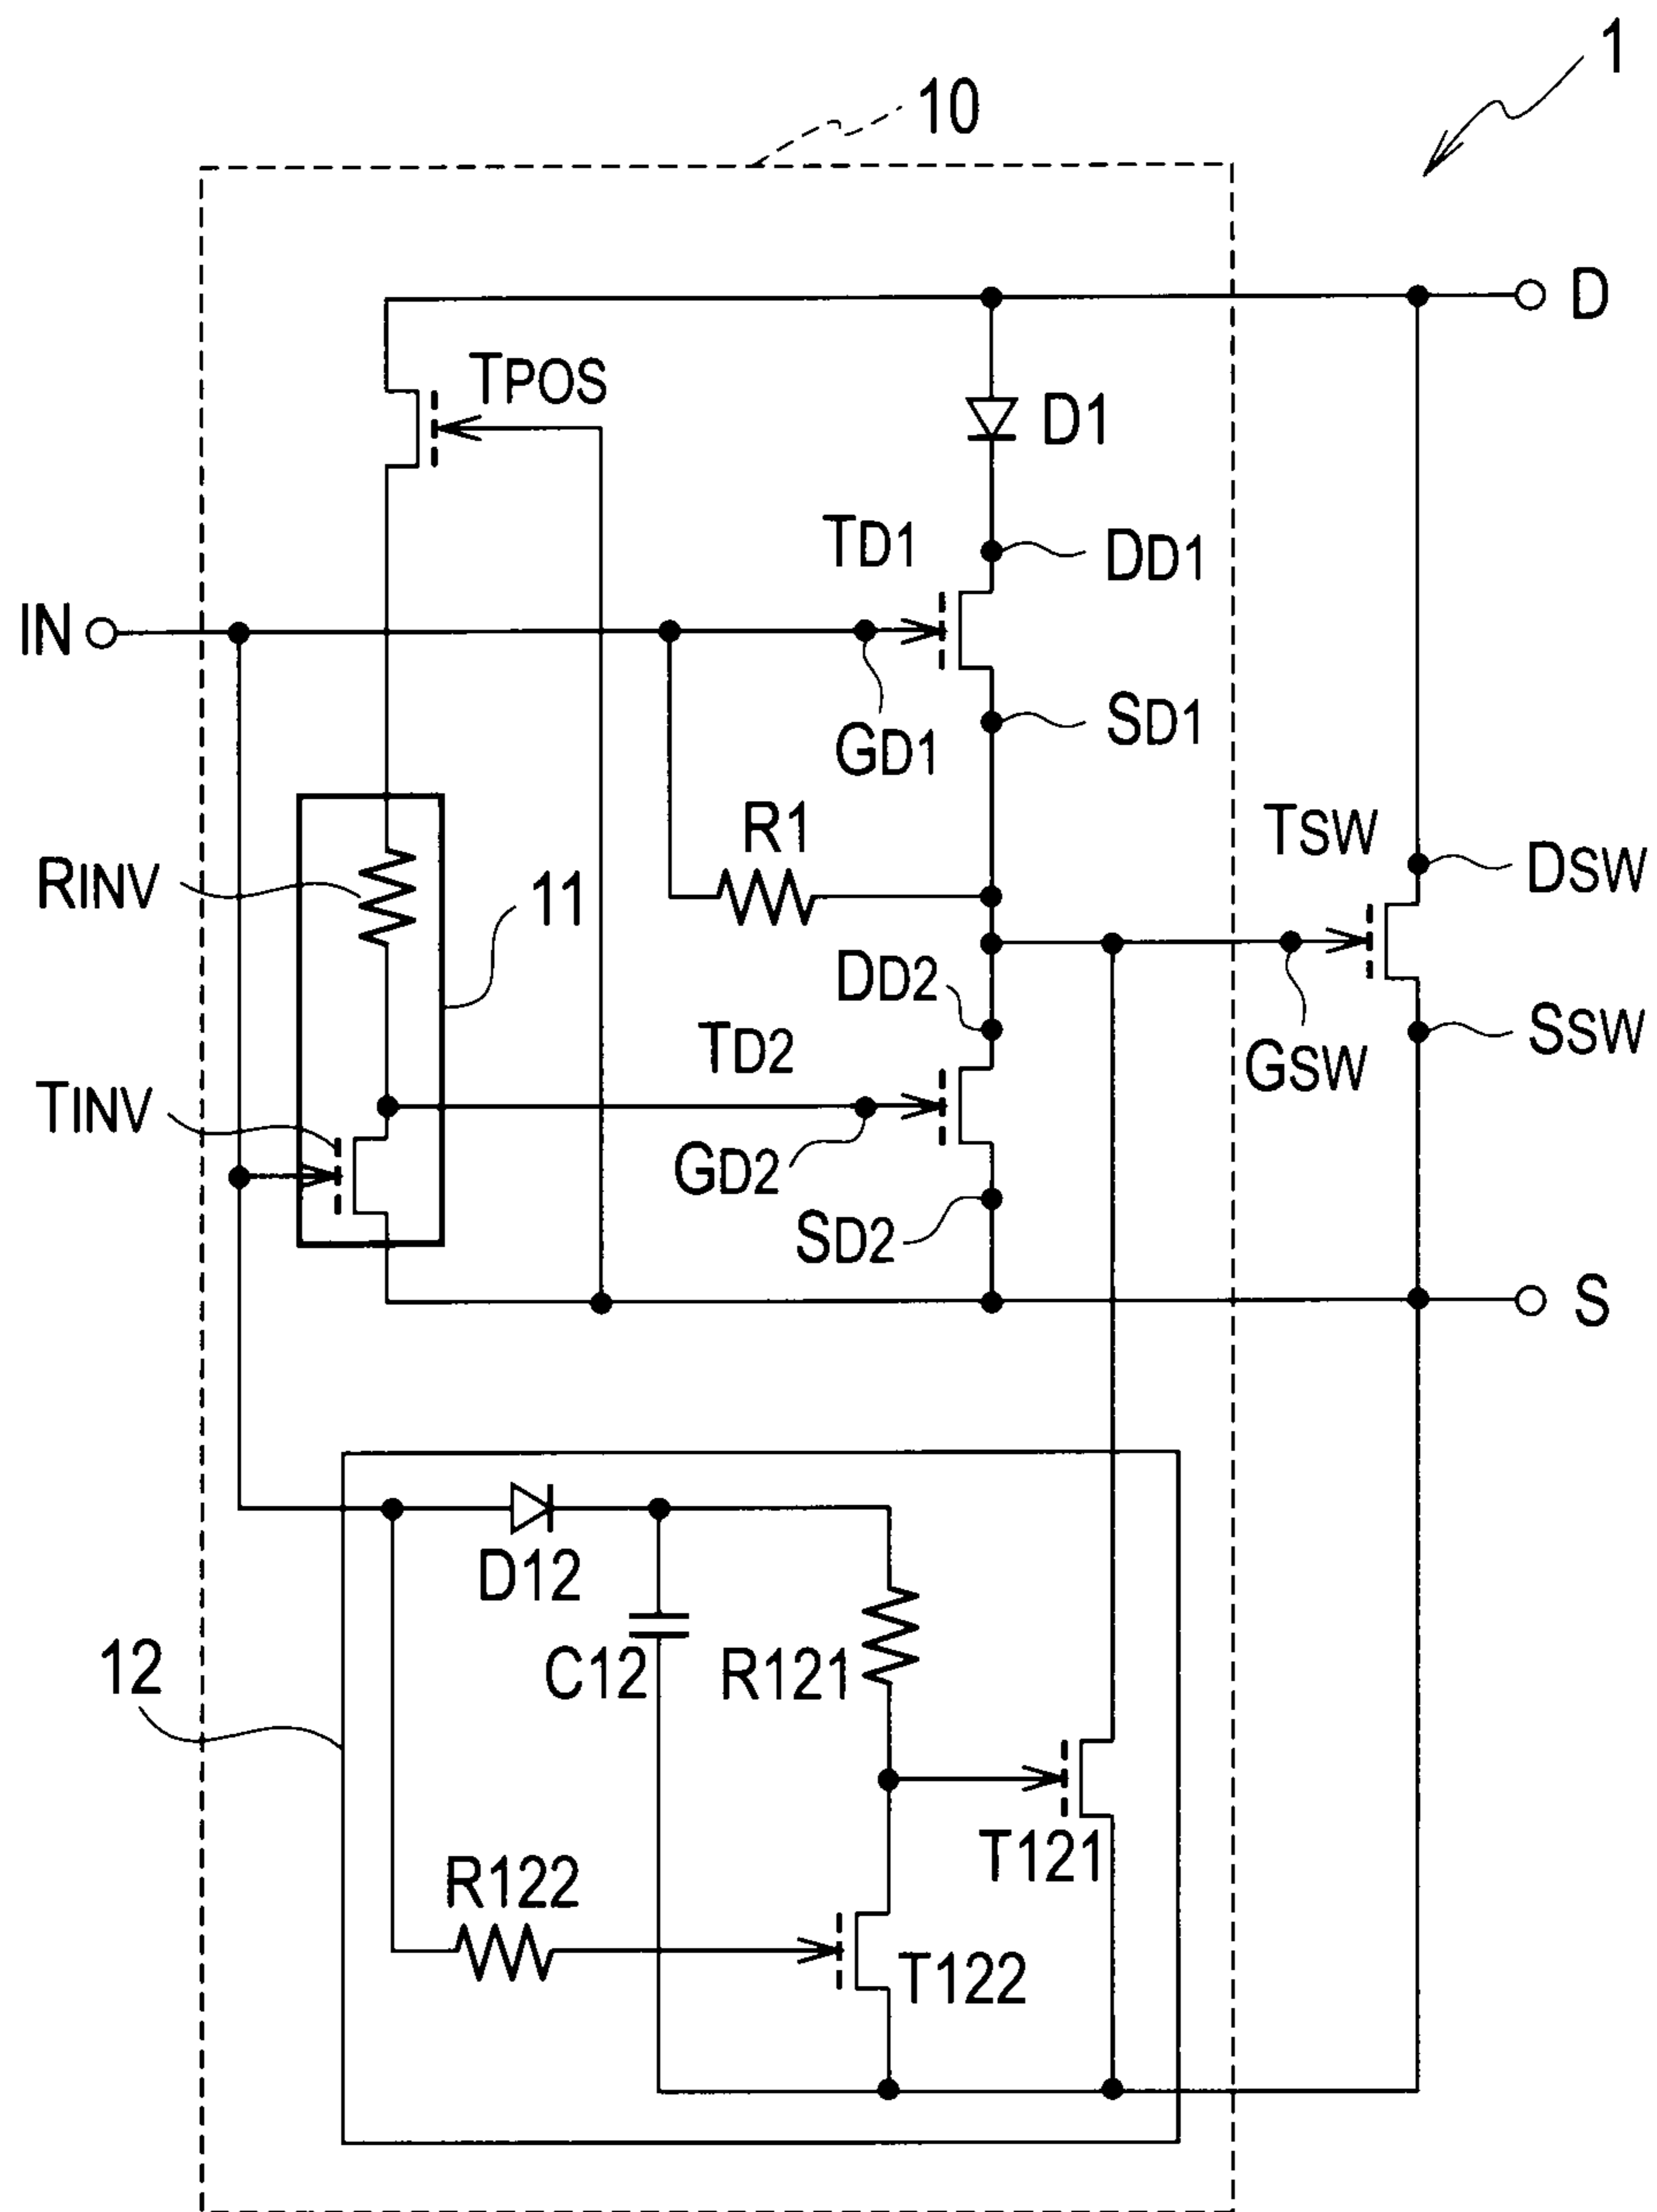 1
10
D
TPOS
D1
TD1
DD1
IN
GD1
SD1
R1
TSW
DSW
RINV
11
DD2
TD2
GSW
SSW
TINV
GD2
SD2
S
D12
12
C12
R121
T121
R122
T122